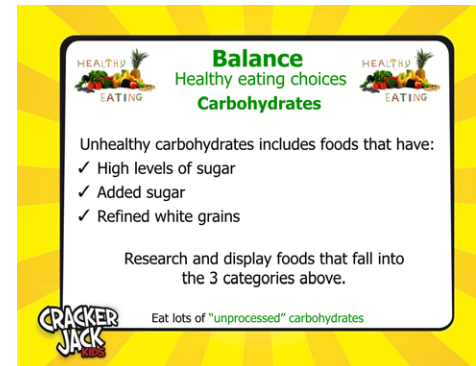 Balance
HEALTHY
EATING
Healthy eating choices
HEALTHY
EATING
Carbohydrates
Unhealthy carbohydrates includes foods that have:
✓ High levels of sugar
✓ Added sugar
✓ Refined white grains
Research and display foods that fall into
the 3 categories above.
Eat lots of “unprocessed” carbohydrates
CRACKER
JACK
KIDS